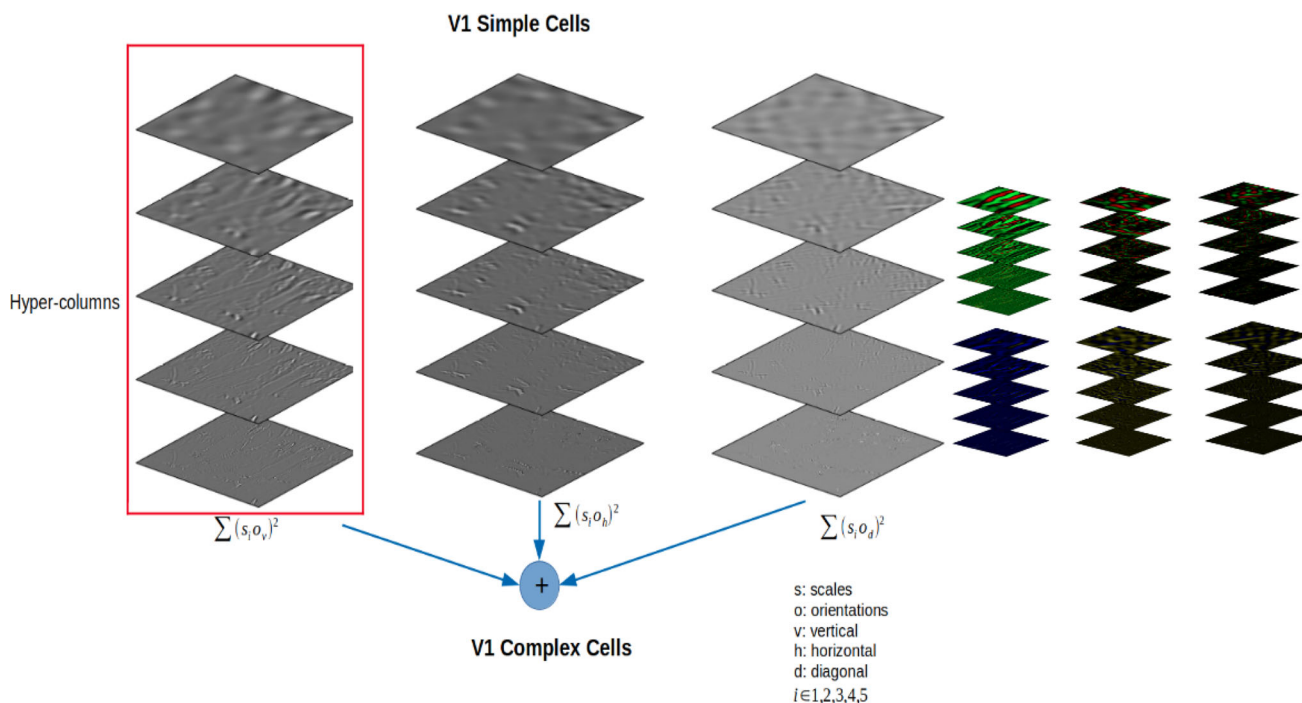 V1 Simple Cells
Hyper-columns
∑(sᵢoᵥ)²
∑(sᵢoₕ)²
∑(sᵢo_d)²
+
V1 Complex Cells
s: scales
o: orientations
v: vertical
h: horizontal
d: diagonal
i∈1,2,3,4,5